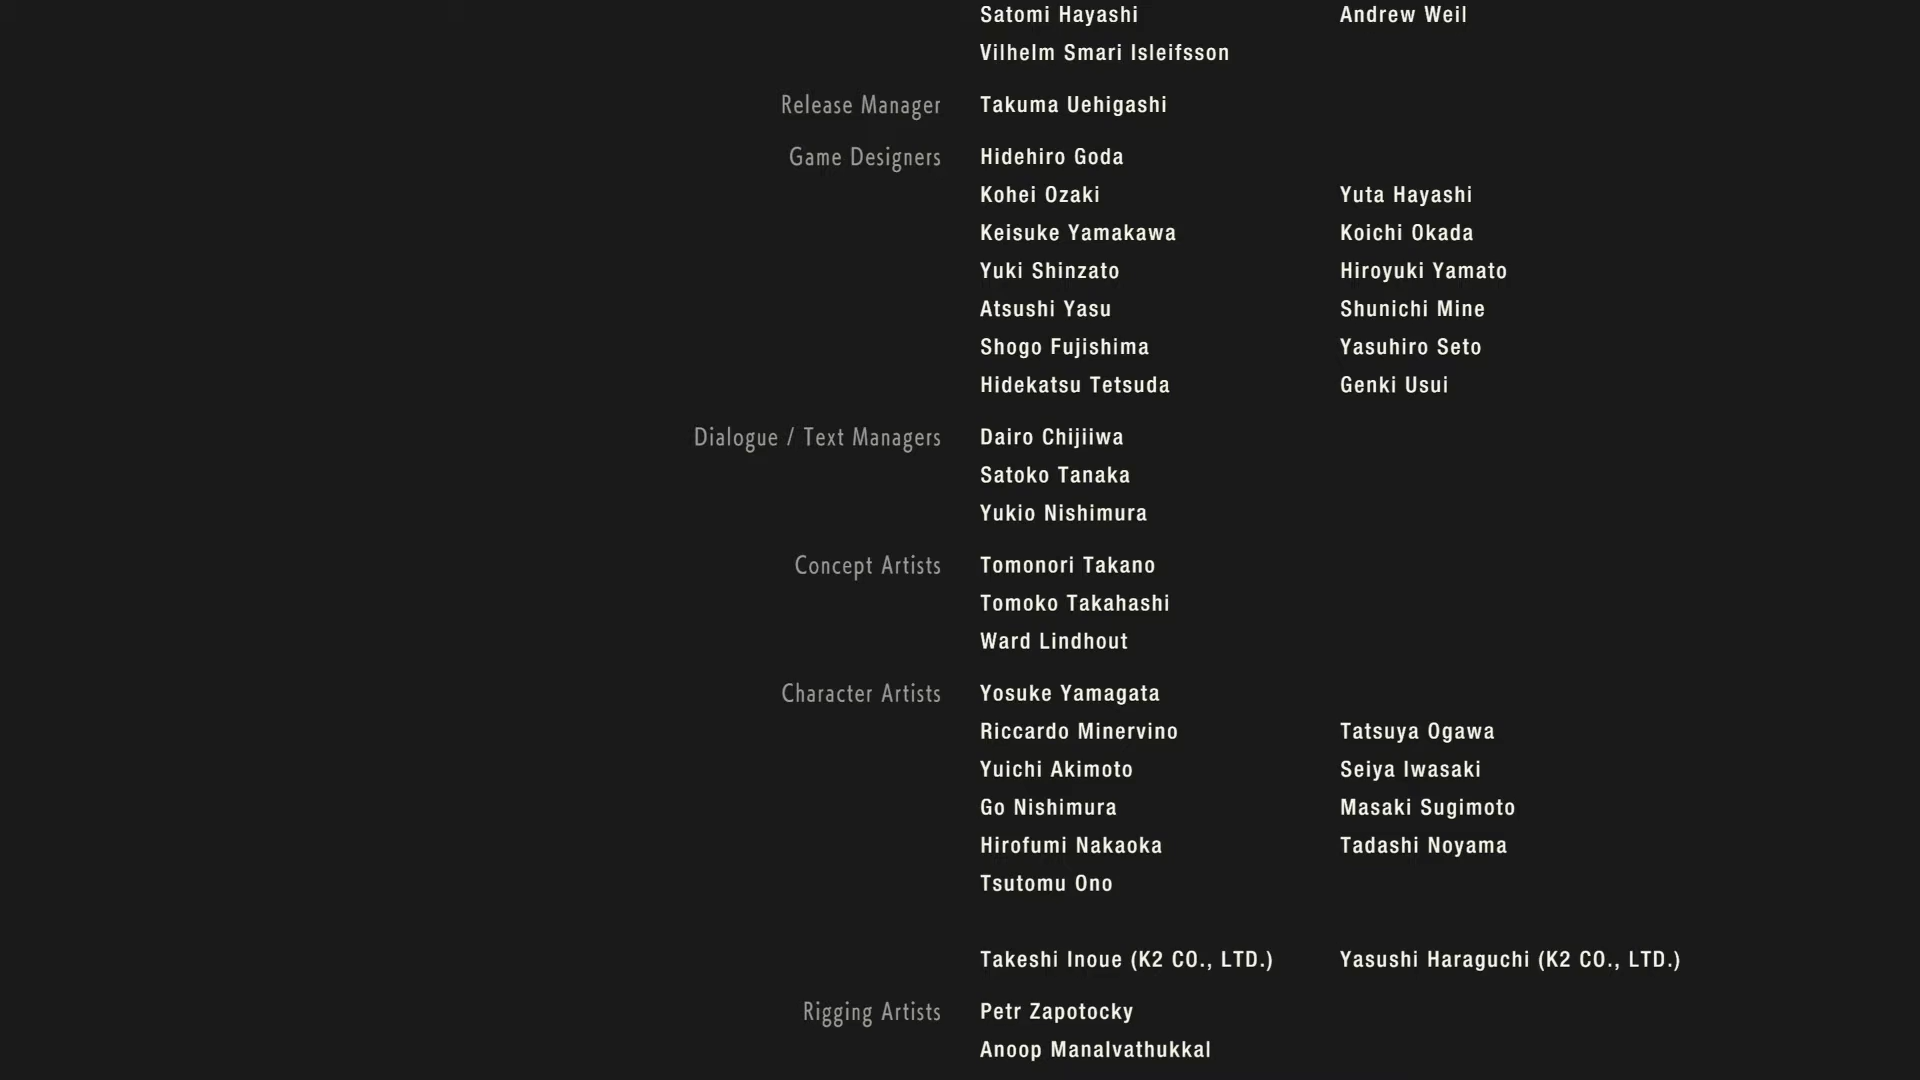 Satomi Hayashi Andrew Weil
Vilhelm Smari Isleifsson
Release Manager Takuma Uehigashi
Game Designers Hidehiro Goda
Kohei Ozaki Yuta Hayashi
Keisuke Yamakawa Koichi Okada
Yuki Shinzato Hiroyuki Yamato
Atsushi Yasu Shunichi Mine
Shogo Fujishima Yasuhiro Seto
Hidekatsu Tetsuda Genki Usui
Dialogue / Text Managers Dairo Chijiiwa
Satoko Tanaka
Yukio Nishimura
Concept Artists Tomonori Takano
Tomoko Takahashi
Ward Lindhout
Character Artists Yosuke Yamagata
Riccardo Minervino Tatsuya Ogawa
Yuichi Akimoto Seiya Iwasaki
Go Nishimura Masaki Sugimoto
Hirofumi Nakaoka Tadashi Noyama
Tsutomu Ono
Takeshi Inoue (K2 CO., LTD.) Yasushi Haraguchi (K2 CO., LTD.)
Rigging Artists Petr Zapotocky
Anoop Manalvathukkal